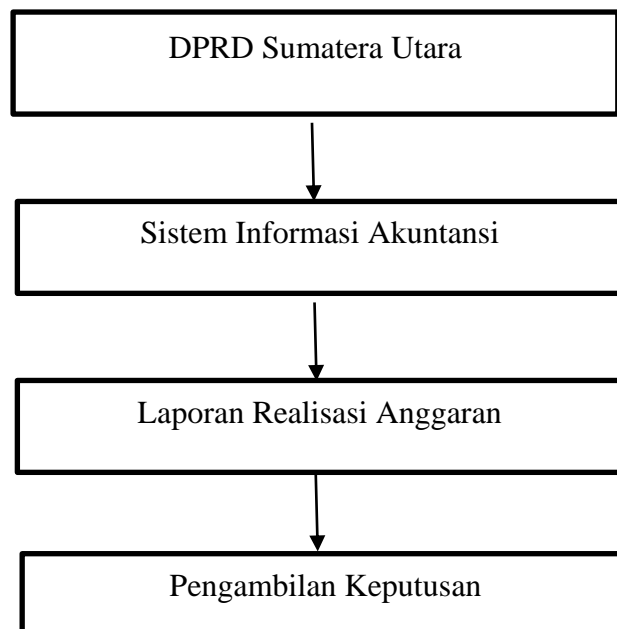 DPRD Sumatera Utara
Sistem Informasi Akuntansi
Laporan Realisasi Anggaran
Pengambilan Keputusan